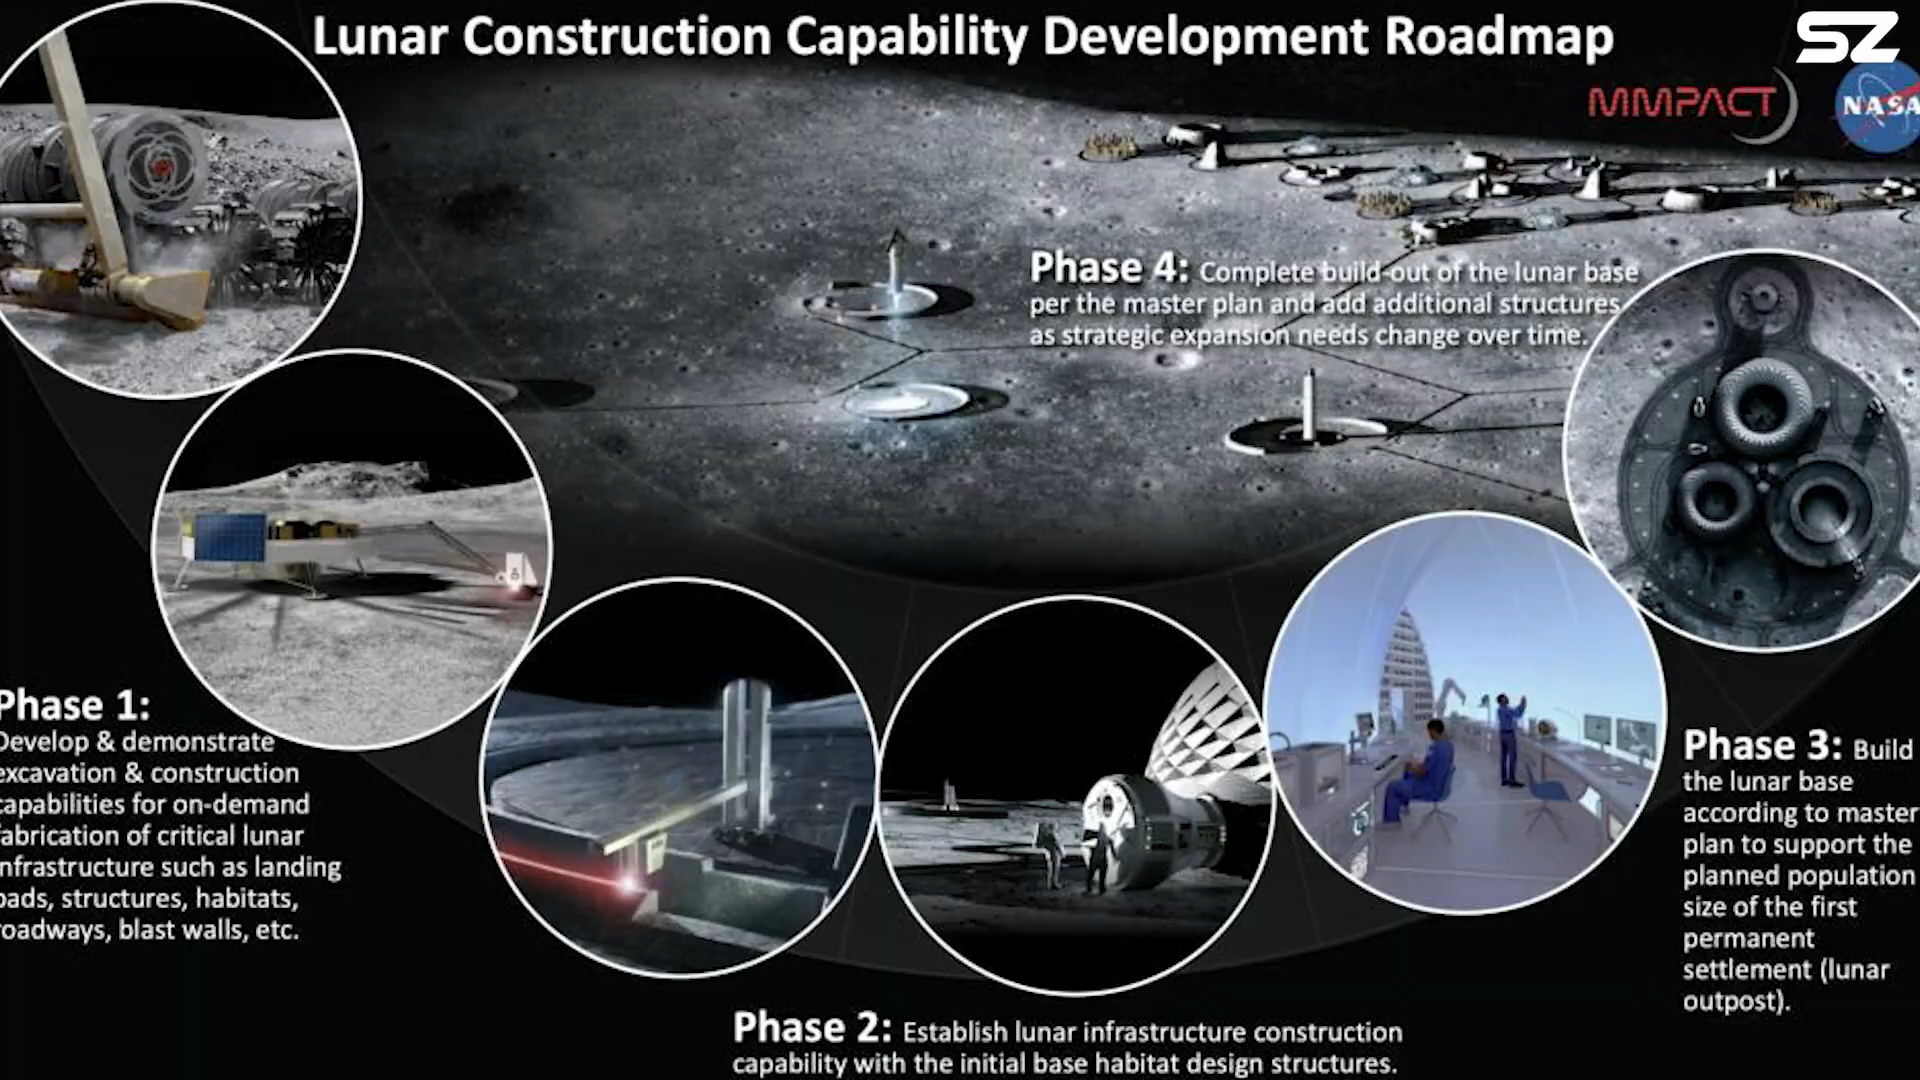 Lunar Construction Capability Development Roadmap
SZ
MMPACT
NASA
Phase 4: Complete build-out of the lunar base
per the master plan and add additional structures
as strategic expansion needs change over time.
Phase 1:
Develop & demonstrate
excavation & construction
capabilities for on-demand
fabrication of critical lunar
infrastructure such as landing
pads, structures, habitats,
roadways, blast walls, etc.
Phase 2: Establish lunar infrastructure construction
capability with the initial base habitat design structures.
Phase 3: Build
the lunar base
according to master
plan to support the
planned population
size of the first
permanent
settlement (lunar
outpost).